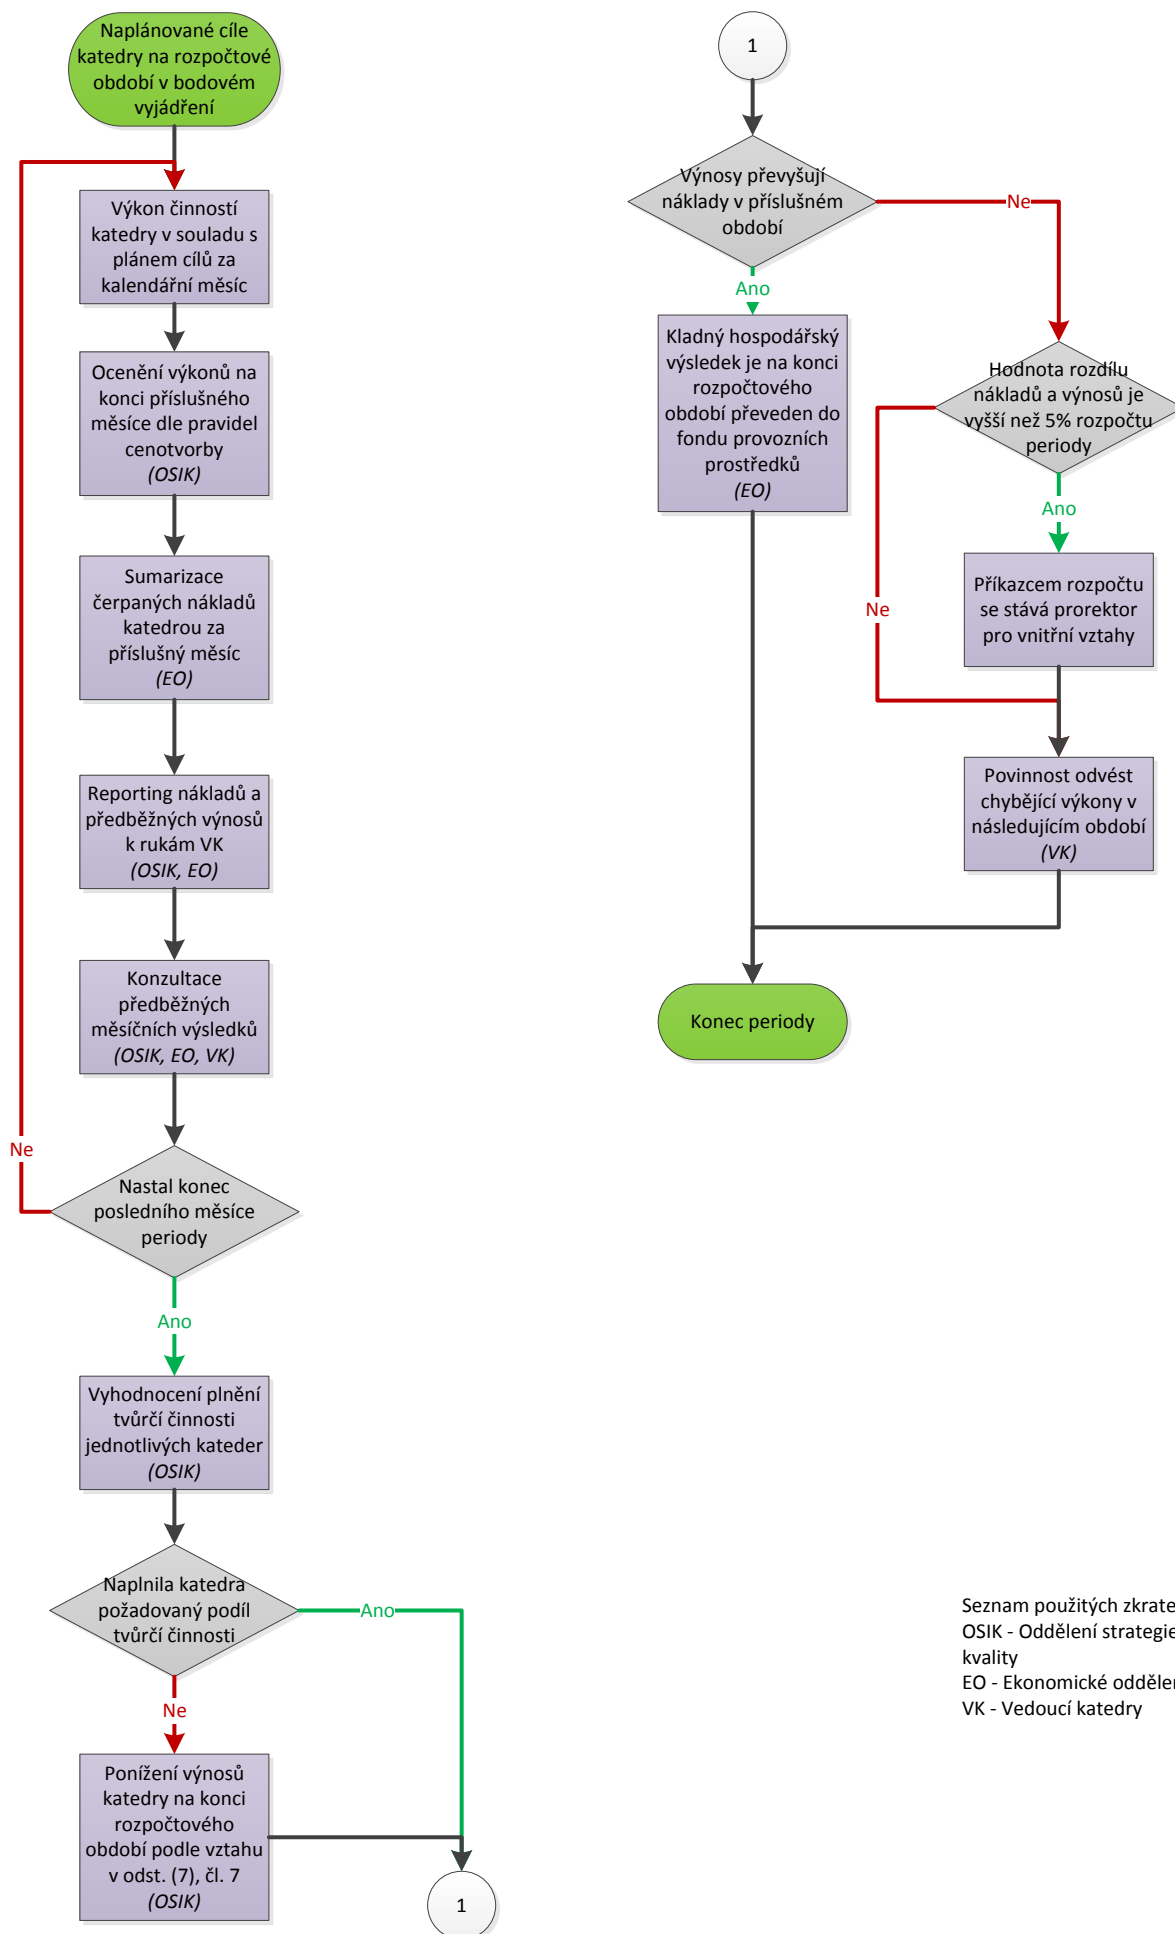 Naplánované cíle
katedry na rozpočtové
období v bodovém
vyjádření
Výkon činností
katedry v souladu s
plánem cílů za
kalendářní měsíc
Ocenění výkonů na
konci příslušného
měsíce dle pravidel
cenotvorby
(OSIK)
Sumarizace
čerpaných nákladů
katedrou za
příslušný měsíc
(EO)
Reporting nákladů a
předběžných výnosů
k rukám VK
(OSIK, EO)
Konzultace
předběžných
měsíčních výsledků
(OSIK, EO, VK)
Ne
Nastal konec
posledního měsíce
periody
Ano
Vyhodnocení plnění
tvůrčí činnosti
jednotlivých kateder
(OSIK)
Naplnila katedra
požadovaný podíl
tvůrčí činnosti
Ano
Ne
Ponížení výnosů
katedry na konci
rozpočtového
období podle vztahu
v odst. (7), čl. 7
(OSIK)
1
1
Výnosy převyšují
náklady v příslušném
období
Ne
Ano
Kladný hospodářský
výsledek je na konci
rozpočtového
období převeden do
fondu provozních
prostředků
(EO)
Hodnota rozdílu
nákladů a výnosů je
vyšší než 5% rozpočtu
periody
Ano
Ne
Příkazcem rozpočtu
se stává prorektor
pro vnitřní vztahy
Povinnost odvést
chybějící výkony v
následujícím období
(VK)
Konec periody
Seznam použitých zkrate
OSIK - Oddělení strategie
kvality
EO - Ekonomické odděler
VK - Vedoucí katedry